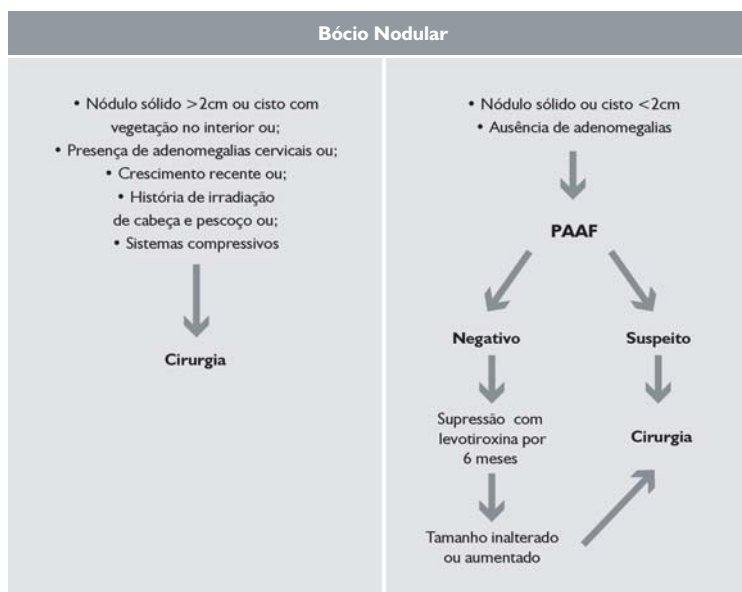 Bócio Nodular
• Nódulo sólido >2cm ou cisto com
vegetação no interior ou;
• Presença de adenomegalias cervicais ou;
• Crescimento recente ou;
• História de irradiação
de cabeça e pescoço ou;
• Sistemas compressivos
Cirurgia
• Nódulo sólido ou cisto <2cm
• Ausência de adenomegalias
PAAF
Negativo
Suspeito
Supressão com
levotiroxina por
6 meses
Cirurgia
Tamanho inalterado
ou aumentado